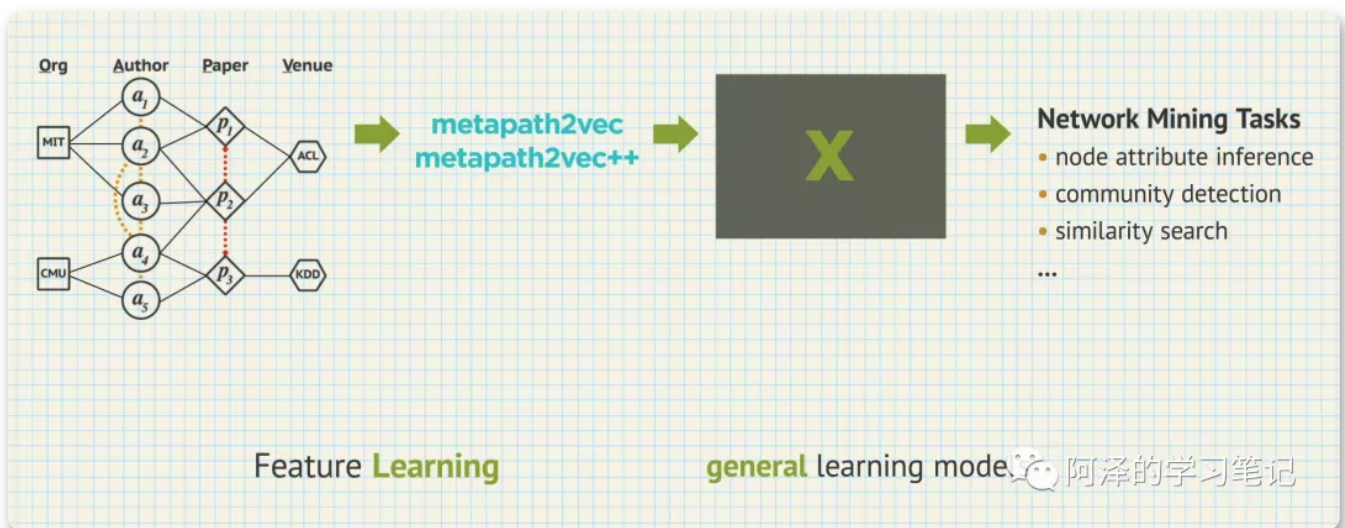 Org Author Paper Venue
a1
MIT
a2
p1
ACL
a3
p2
CMU
a4
p3
KDD
a5
metapath2vec
metapath2vec++
X
Network Mining Tasks
• node attribute inference
• community detection
• similarity search
...
Feature Learning
general learning mode
阿泽的学习笔记